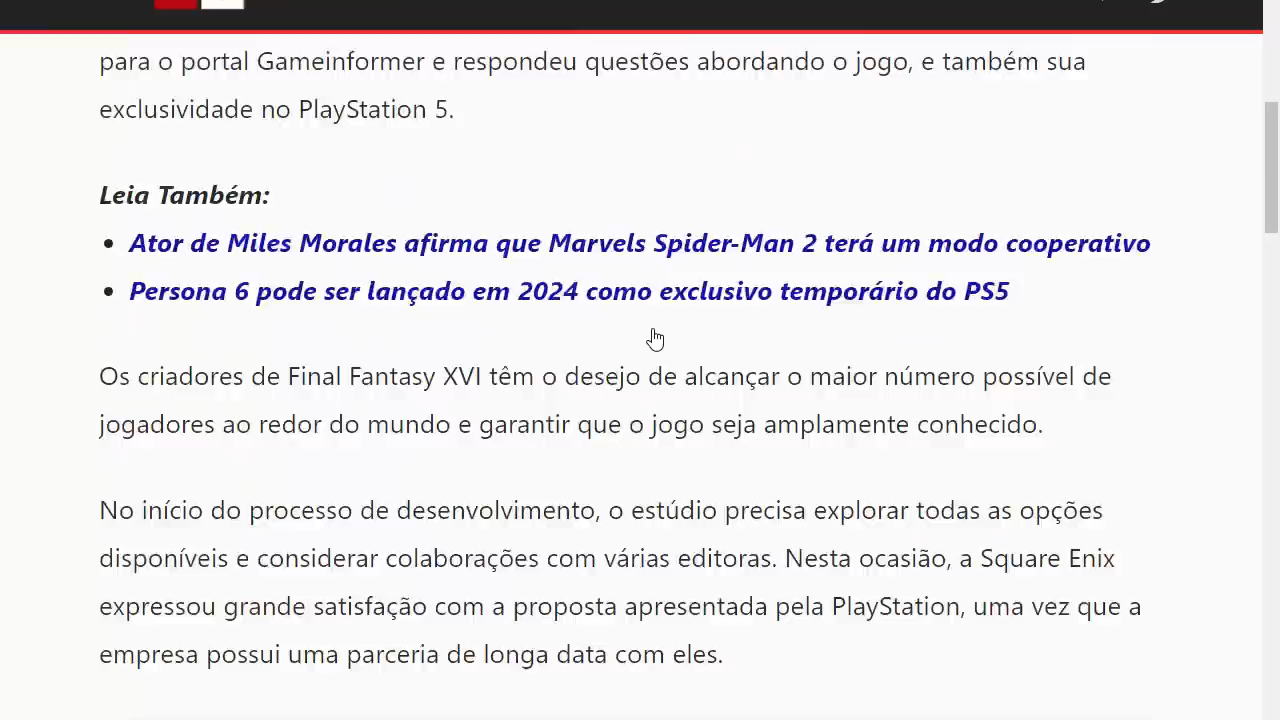 para o portal Gameinformer e respondeu questões abordando o jogo, e também sua
exclusividade no PlayStation 5.
Leia Também:
Ator de Miles Morales afirma que Marvels Spider-Man 2 terá um modo cooperativo
Persona 6 pode ser lançado em 2024 como exclusivo temporário do PS5
Os criadores de Final Fantasy XVI têm o desejo de alcançar o maior número possível de
jogadores ao redor do mundo e garantir que o jogo seja amplamente conhecido.
No início do processo de desenvolvimento, o estúdio precisa explorar todas as opções
disponíveis e considerar colaborações com várias editoras. Nesta ocasião, a Square Enix
expressou grande satisfação com a proposta apresentada pela PlayStation, uma vez que a
empresa possui uma parceria de longa data com eles.